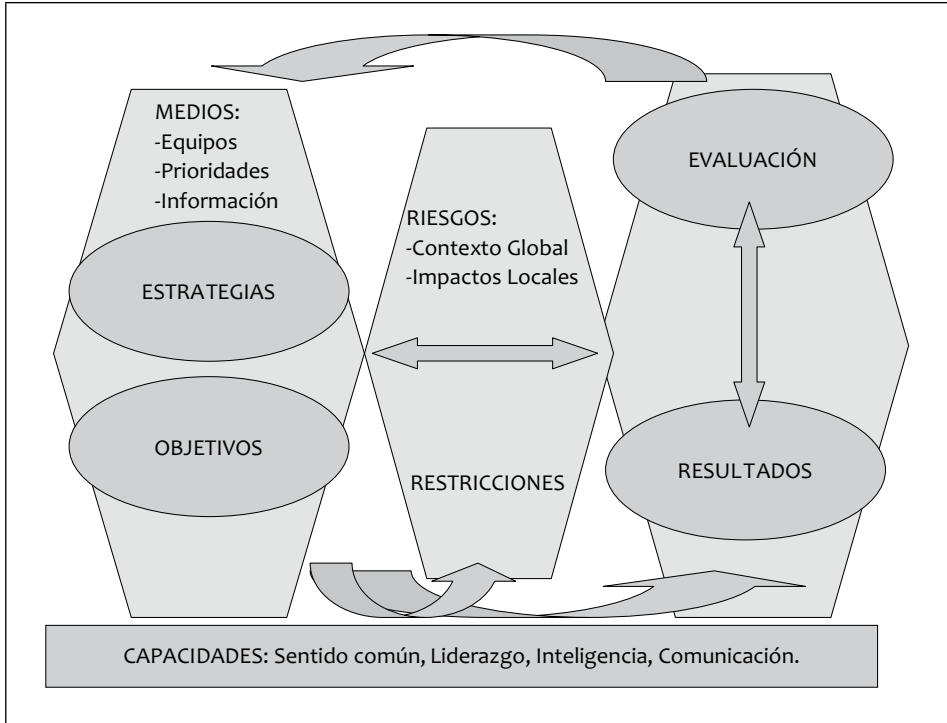 MEDIOS:
-Equipos
-Prioridades
-Información
ESTRATEGIAS
OBJETIVOS
RIESGOS:
-Contexto Global
-Impactos Locales
RESTRICCIONES
EVALUACIÓN
RESULTADOS
CAPACIDADES: Sentido común, Liderazgo, Inteligencia, Comunicación.